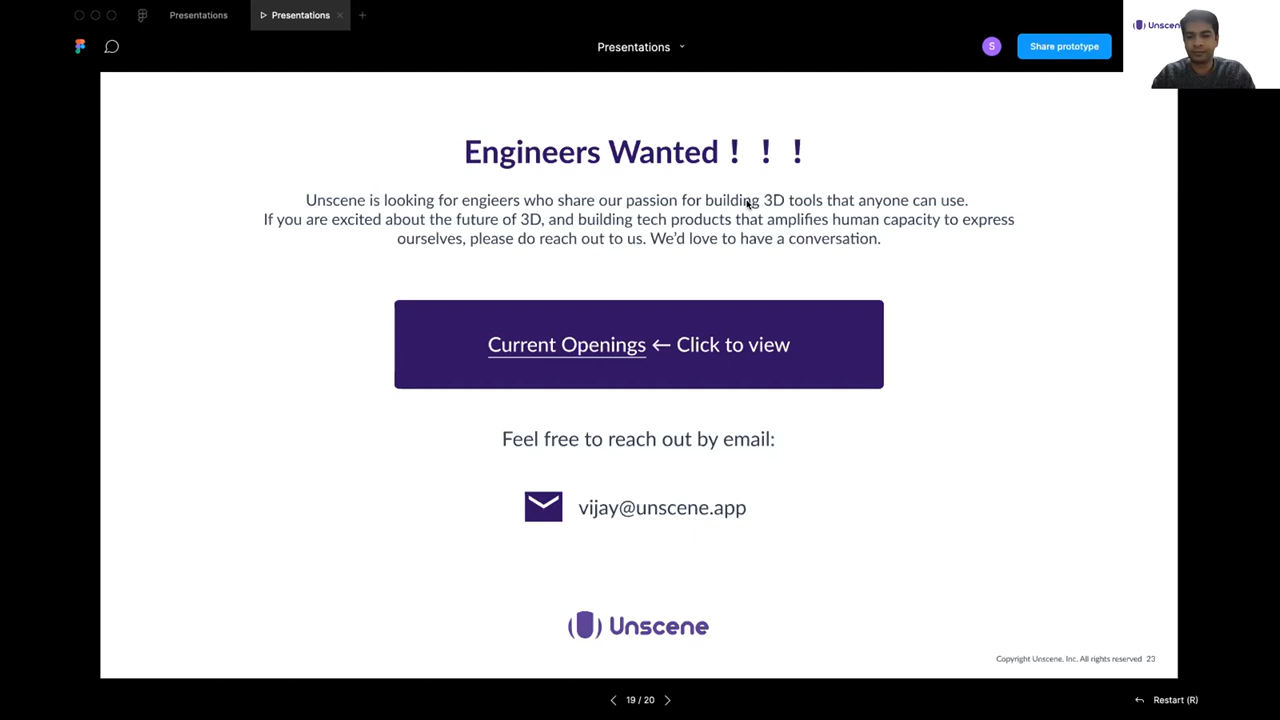 Presentations
Presentations
Presentations
S
Share prototype
Unscene
Engineers Wanted！！！
Unscene is looking for engieers who share our passion for building 3D tools that anyone can use.
If you are excited about the future of 3D, and building tech products that amplifies human capacity to express
ourselves, please do reach out to us. We'd love to have a conversation.
Current Openings ← Click to view
Feel free to reach out by email:
vijay@unscene.app
Unscene
Copyright Unscene, Inc. All rights reserved 23
19 / 20
Restart (R)